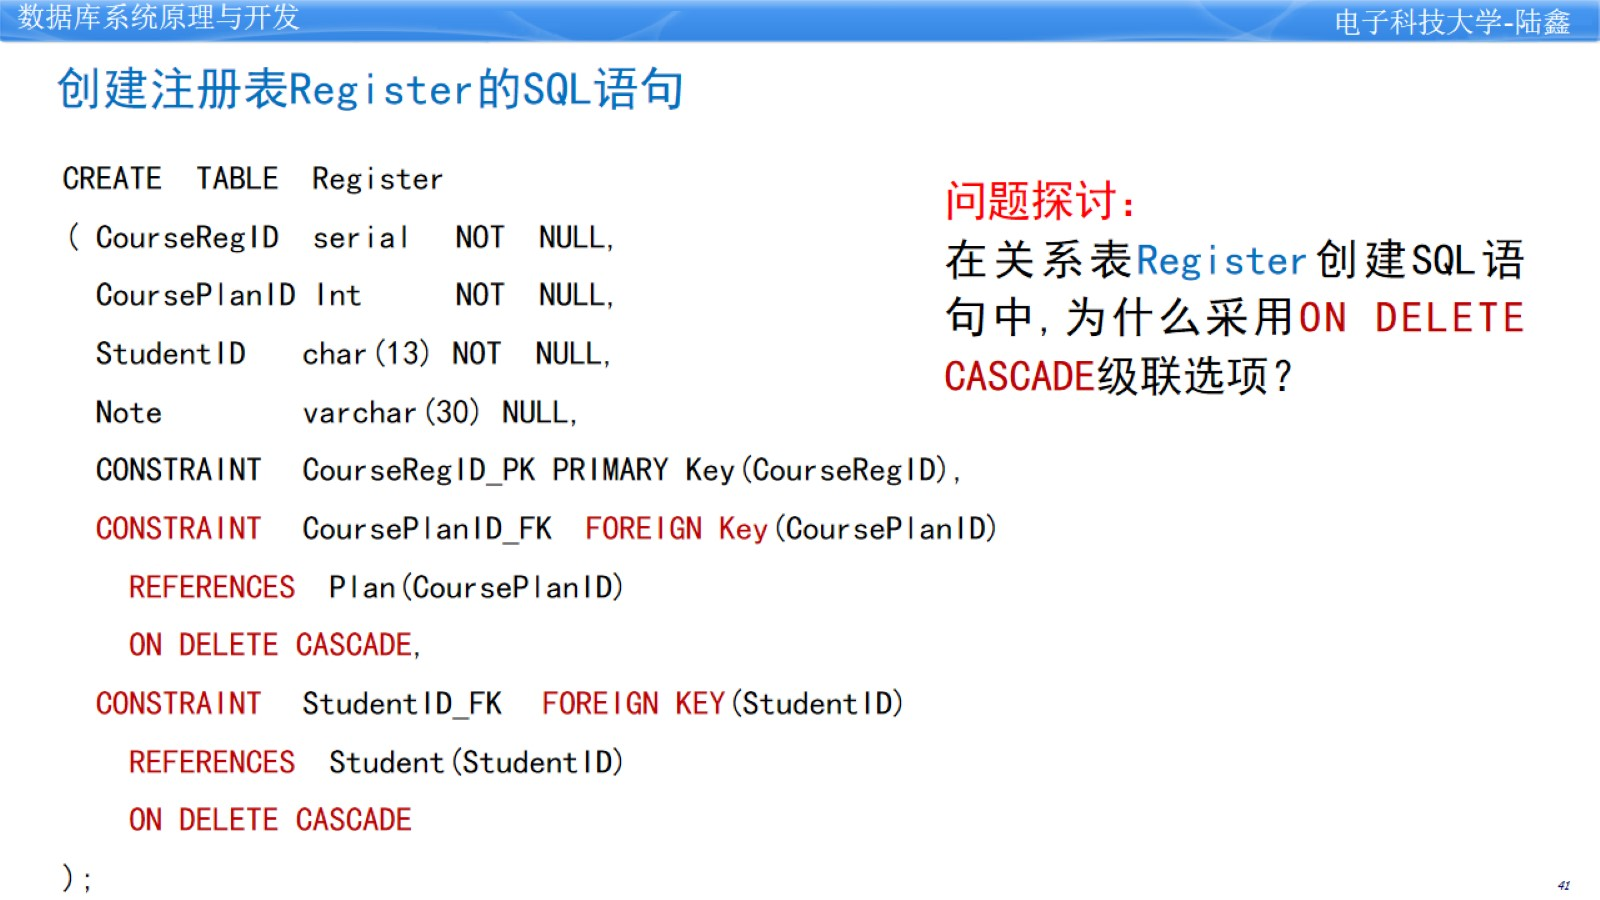 数据库系统原理与开发
电子科技大学-陆鑫
创建注册表Register的SQL语句
CREATE TABLE Register
( CourseRegID serial NOT NULL,
CoursePlanID Int NOT NULL,
StudentID char(13) NOT NULL,
Note varchar(30) NULL,
CONSTRAINT CourseRegID_PK PRIMARY Key(CourseRegID),
CONSTRAINT CoursePlanID_FK FOREIGN Key(CoursePlanID)
REFERENCES Plan(CoursePlanID)
ON DELETE CASCADE,
CONSTRAINT StudentID_FK FOREIGN KEY(StudentID)
REFERENCES Student(StudentID)
ON DELETE CASCADE
);
问题探讨：
在关系表Register创建SQL语
句中,为什么采用ON DELETE
CASCADE级联选项?
41